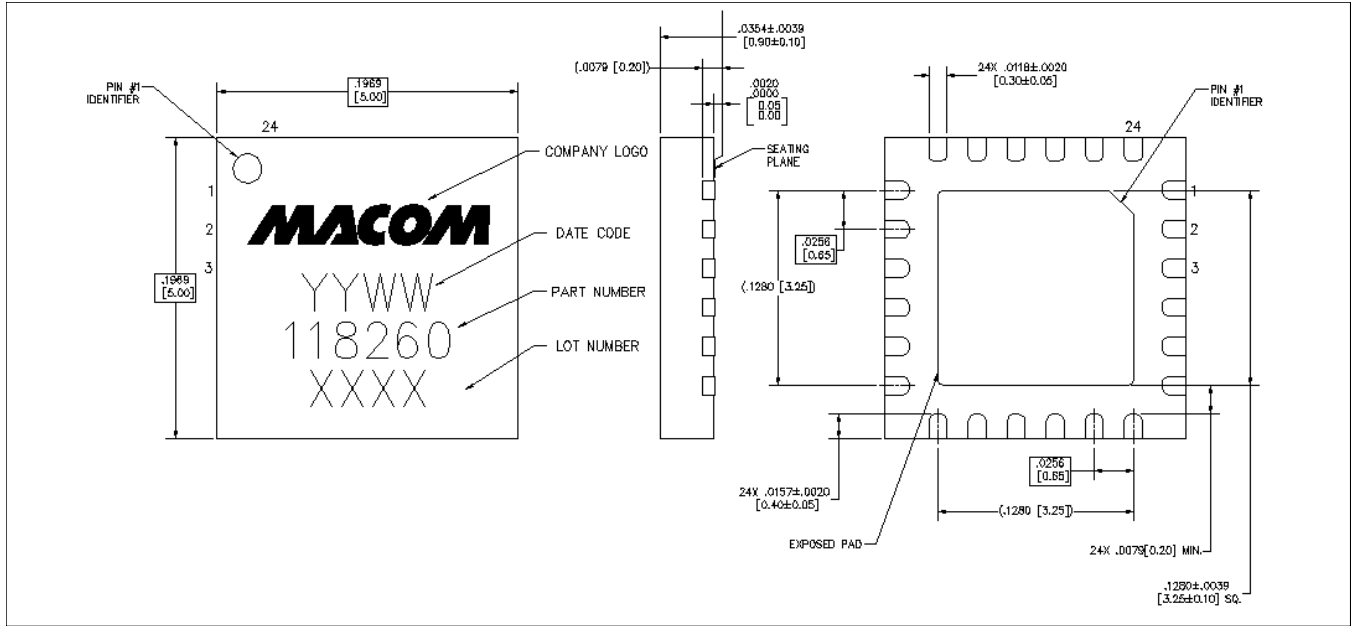 PIN #1
IDENTIFIER
.1969
[5.00]
24
1
2
3
.1969
[5.00]
COMPANY LOGO
MACOM
DATE CODE
YYWW
PART NUMBER
118260
LOT NUMBER
XXXX
.0354±.0039
[0.90±0.10]
(.0079 [0.20])
.0020
.0000
[0.05
0.00]
SEATING
PLANE
24X .0118±.0020
[0.30±0.05]
PIN #1
IDENTIFIER
24
1
2
3
.0256
[0.65]
(.1280 [3.25])
.0256
[0.65]
24X .0157±.0020
[0.40±0.05]
(.1280 [3.25])
EXPOSED PAD
24X .0079[0.20] MIN.
.1280±.0039
[3.25±0.10] SQ.